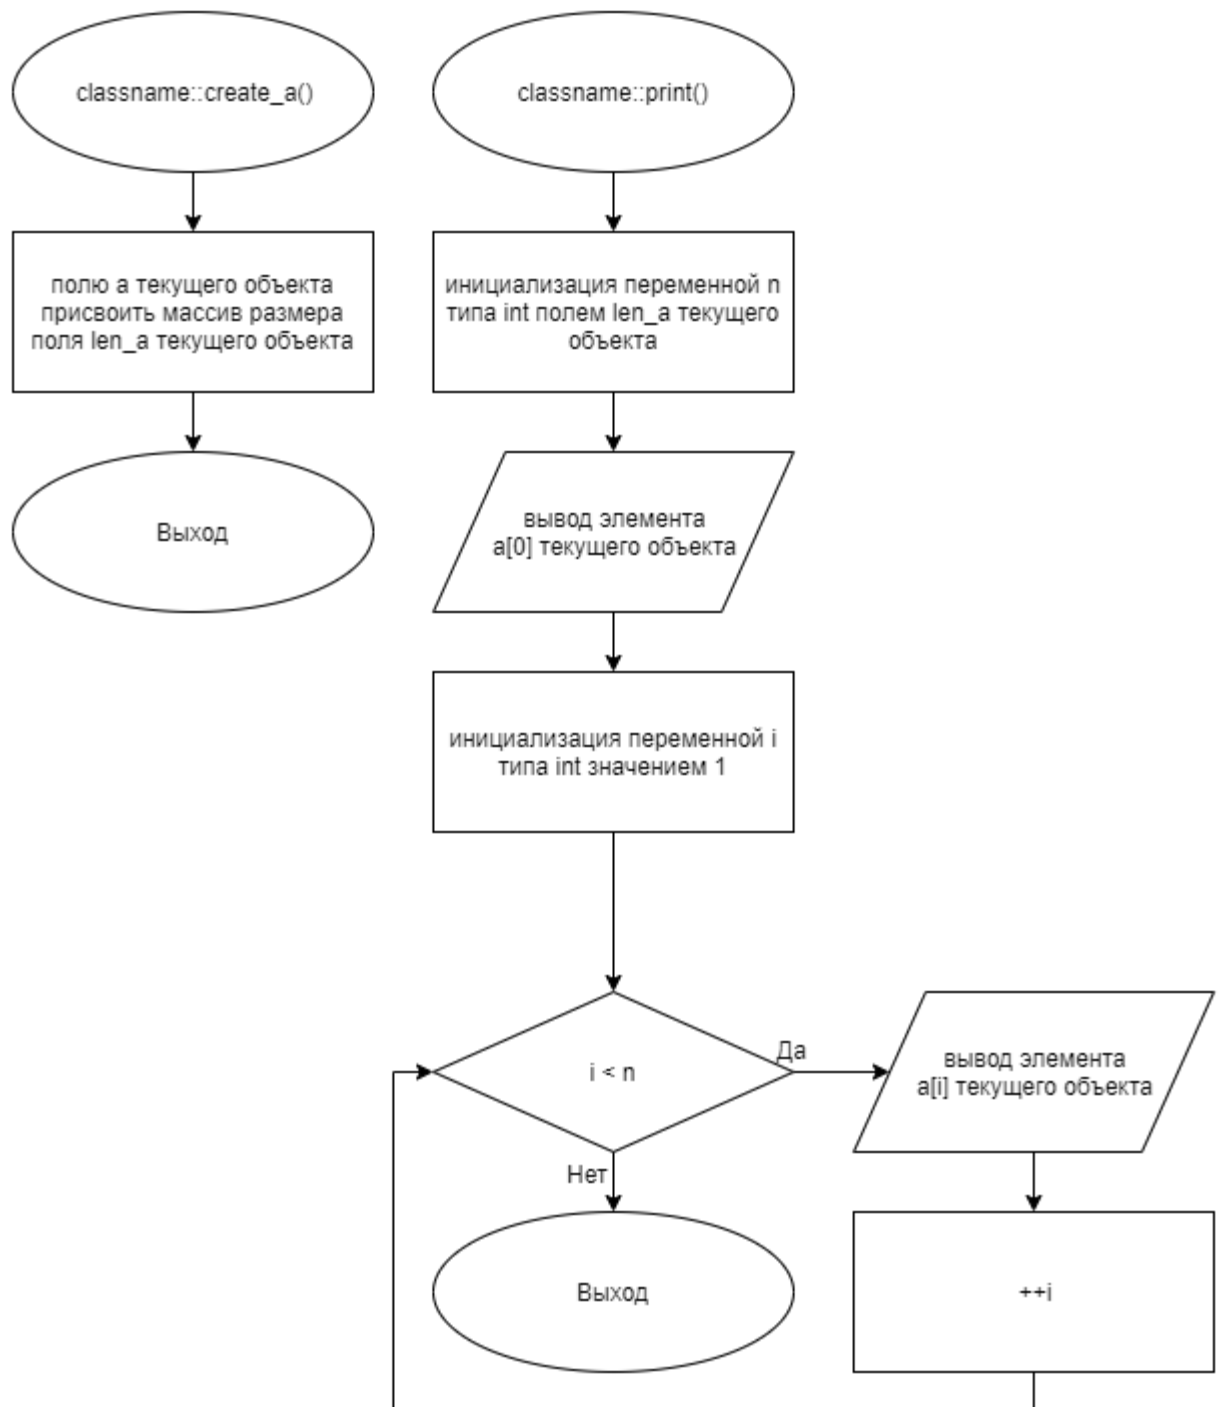 classname::create_a()
полю a текущего объекта
присвоить массив размера
поля len_a текущего объекта
Выход
classname::print()
инициализация переменной n
типа int полем len_a текущего
объекта
вывод элемента
a[0] текущего объекта
инициализация переменной i
типа int значением 1
i < n
Да
вывод элемента
a[i] текущего объекта
++i
Нет
Выход